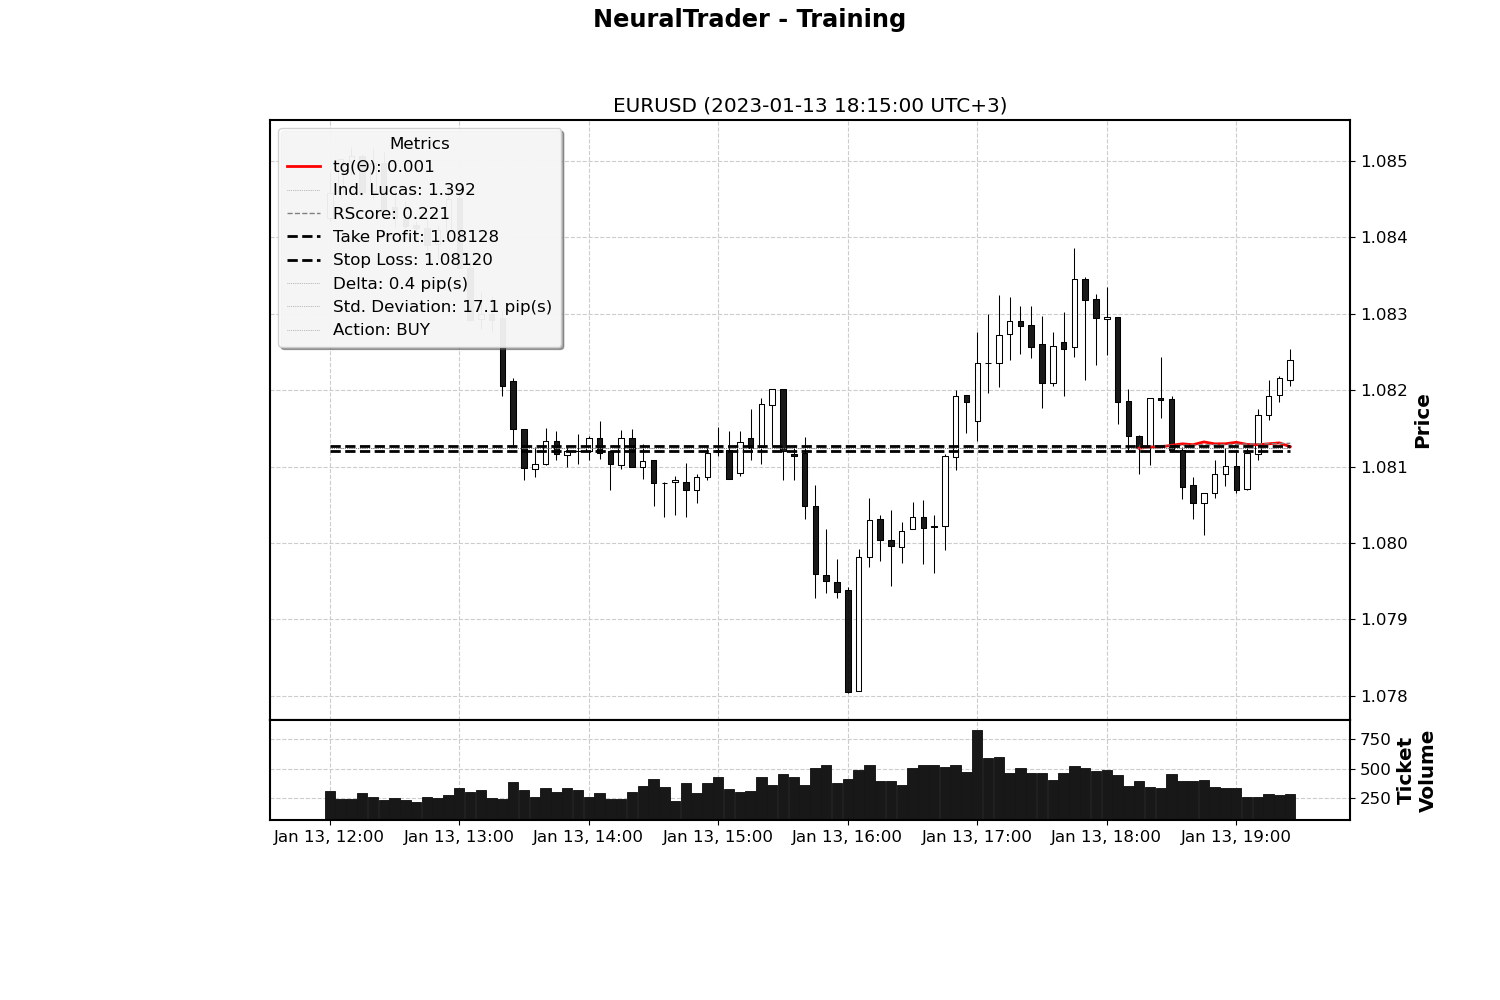 NeuralTrader - Training
EURUSD (2023-01-13 18:15:00 UTC+3)
Metrics
tg(Θ): 0.001
Ind. Lucas: 1.392
RScore: 0.221
Take Profit: 1.08128
Stop Loss: 1.08120
Delta: 0.4 pip(s)
Std. Deviation: 17.1 pip(s)
Action: BUY
1.085
1.084
1.083
1.082
1.081
1.080
1.079
1.078
Price
750
500
250
Ticket
Volume
Jan 13, 12:00
Jan 13, 13:00
Jan 13, 14:00
Jan 13, 15:00
Jan 13, 16:00
Jan 13, 17:00
Jan 13, 18:00
Jan 13, 19:00